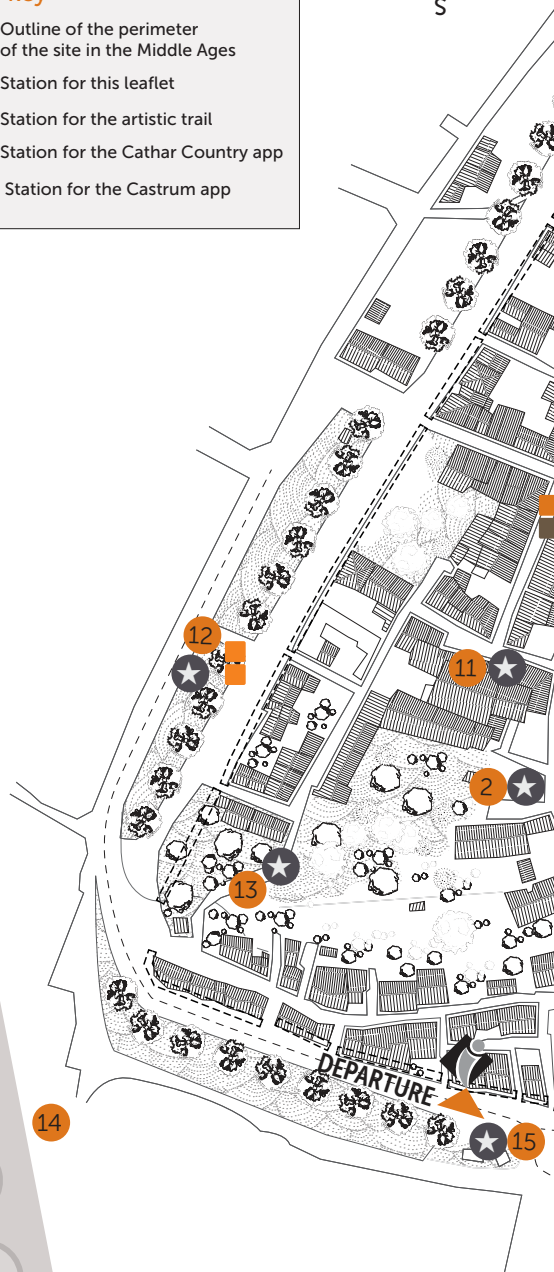 S
Outline of the perimeter
of the site in the Middle Ages
Station for this leaflet
Station for the artistic trail
Station for the Cathar Country app
Station for the Castrum app
12
11
2
13
DEPARTURE
14
15